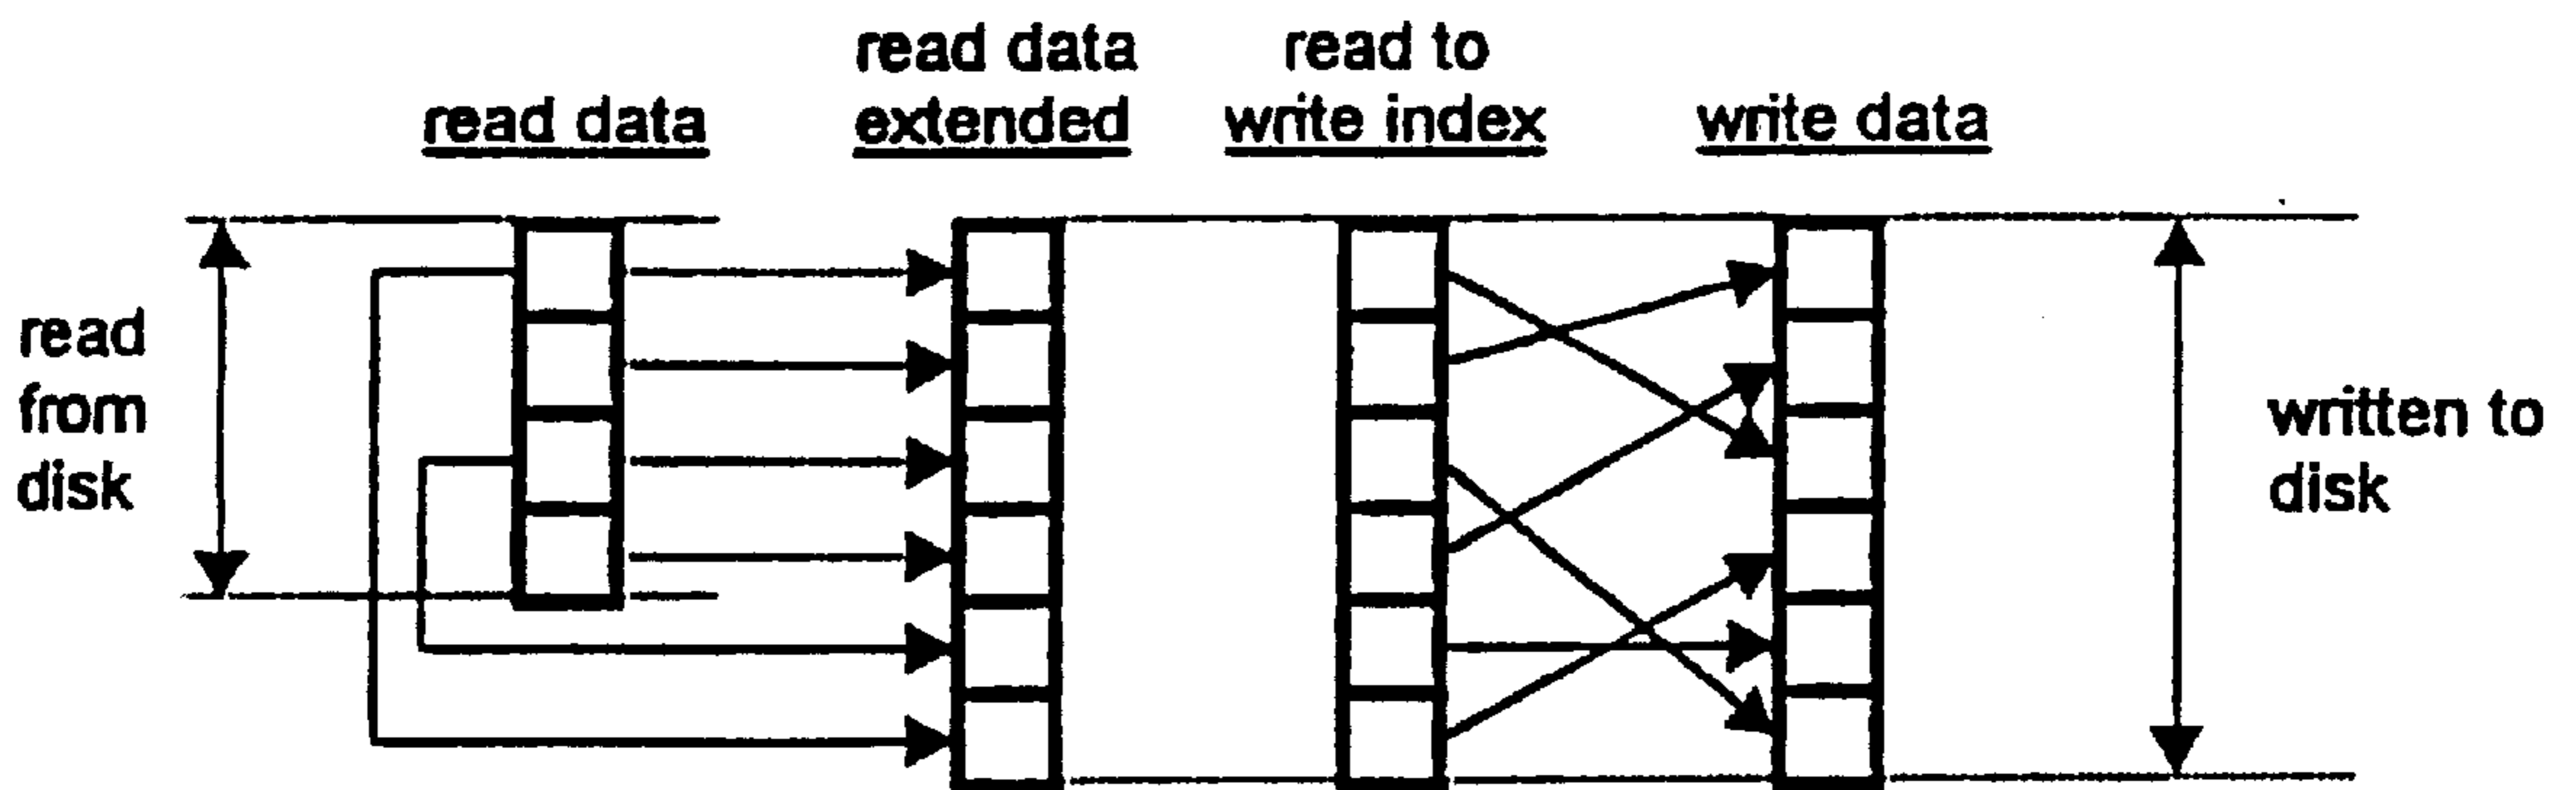 read data
read data
extended
read to
write index
write data
read
from
disk
written to
disk